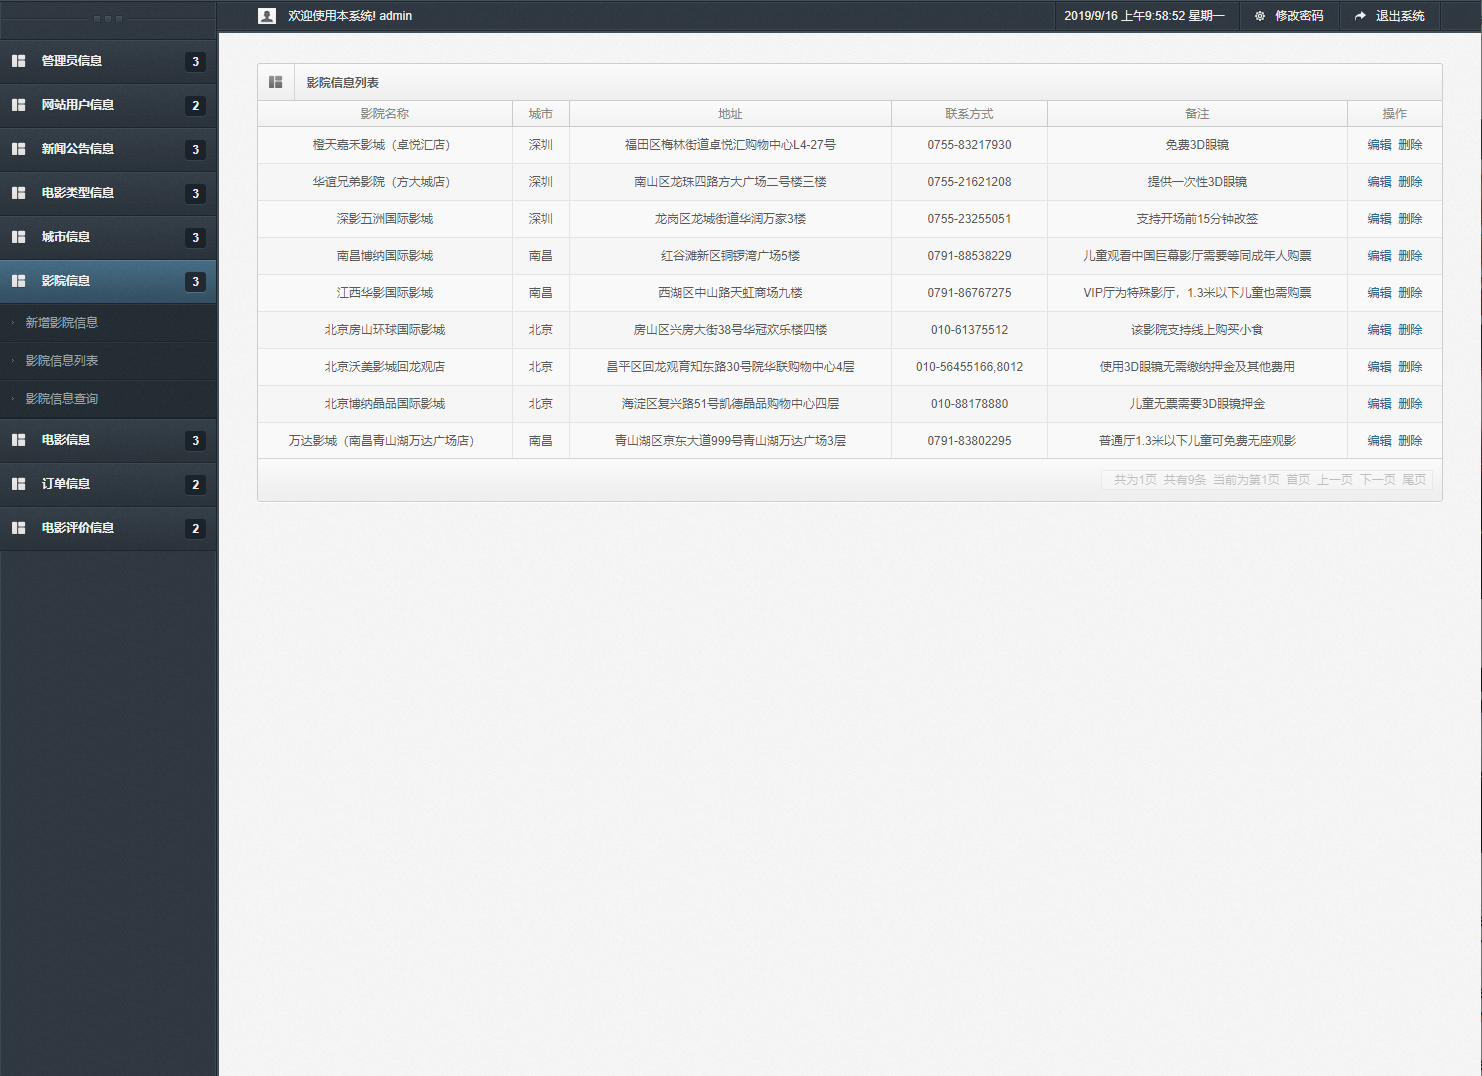 欢迎使用本系统! admin
2019/9/16 上午9:58:52 星期一
修改密码
退出系统
管理员信息 3
网站用户信息 2
新闻公告信息 3
电影类型信息 3
城市信息 3
影院信息 3
新增影院信息
影院信息列表
影院信息查询
电影信息 3
订单信息 2
电影评价信息 2
影院信息列表
影院名称 城市 地址 联系方式 备注 操作
橙天嘉禾影城（卓悦汇店） 深圳 福田区梅林街道卓悦汇购物中心L4-27号 0755-83217930 免费3D眼镜 编辑 删除
华谊兄弟影院（方大城店） 深圳 南山区龙珠四路方大广场二号楼三楼 0755-21621208 提供一次性3D眼镜 编辑 删除
深影五洲国际影城 深圳 龙岗区龙城街道华润万家3楼 0755-23255051 支持开场前15分钟改签 编辑 删除
南昌博纳国际影城 南昌 红谷滩新区铜锣湾广场5楼 0791-88538229 儿童观看中国巨幕影厅需要等同成年人购票 编辑 删除
江西华影国际影城 南昌 西湖区中山路天虹商场九楼 0791-86767275 VIP厅为特殊影厅，1.3米以下儿童也需购票 编辑 删除
北京房山环球国际影城 北京 房山区兴房大街38号华冠欢乐楼四楼 010-61375512 该影院支持线上购买小食 编辑 删除
北京沃美影城回龙观店 北京 昌平区回龙观育知东路30号院华联购物中心4层 010-56455166,8012 使用3D眼镜无需缴纳押金及其他费用 编辑 删除
北京博纳晶品国际影城 北京 海淀区复兴路51号凯德晶品购物中心四层 010-88178880 儿童无票需要3D眼镜押金 编辑 删除
万达影城（南昌青山湖万达广场店） 南昌 青山湖区京东大道999号青山湖万达广场3层 0791-83802295 普通厅1.3米以下儿童可免费无座观影 编辑 删除
共为1页 共有9条 当前为第1页 首页 上一页 下一页 尾页